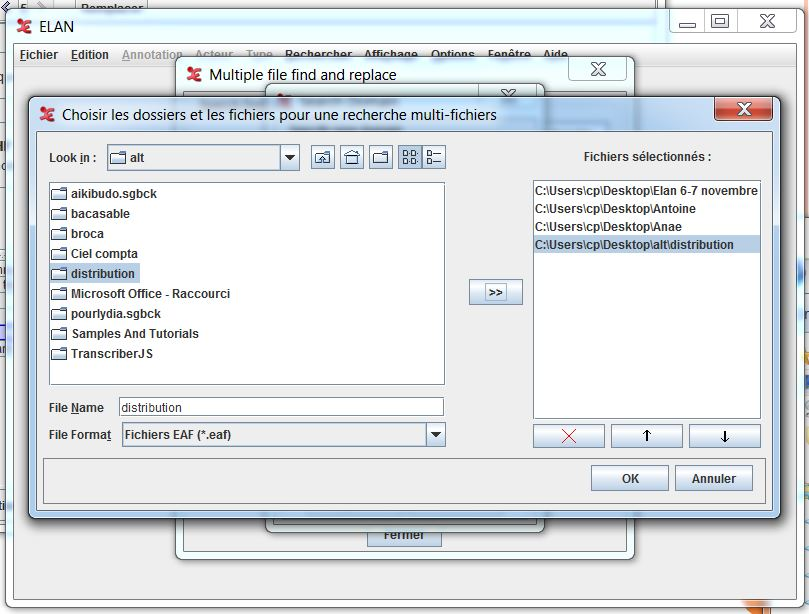 Remplacer
ELAN
Fichier Edition Annotation Acteur Type Rechercher Affichage Options Fenêtre Aide
Multiple file find and replace
Choisir les dossiers et les fichiers pour une recherche multi-fichiers
Look in : alt
Fichiers sélectionnés :
aikibudo.sgbck
bacasable
broca
Ciel compta
distribution
Microsoft Office - Raccourci
pourlydia.sgbck
Samples And Tutorials
TranscriberJS
>>
C:\Users\cp\Desktop\Elan 6-7 novembre
C:\Users\cp\Desktop\Antoine
C:\Users\cp\Desktop\Anae
C:\Users\cp\Desktop\alt\distribution
File Name distribution
File Format Fichiers EAF (*.eaf)
OK Annuler
Fermer